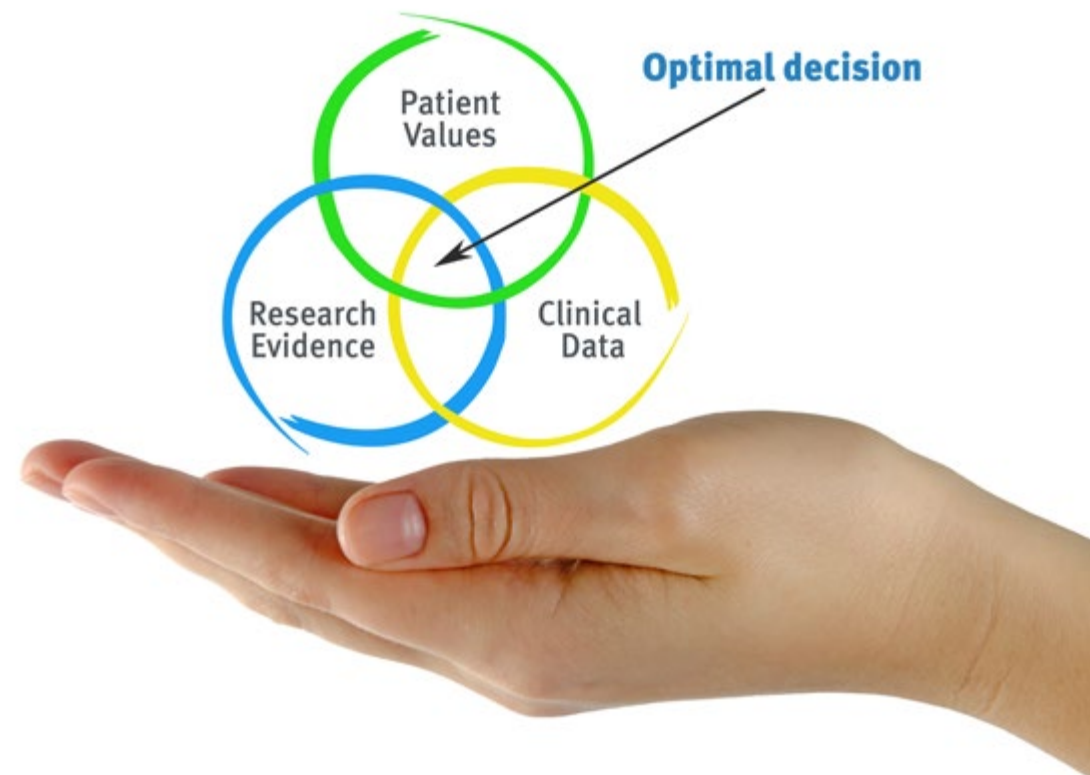 Optimal decision
Patient
Values
Research
Evidence
Clinical
Data